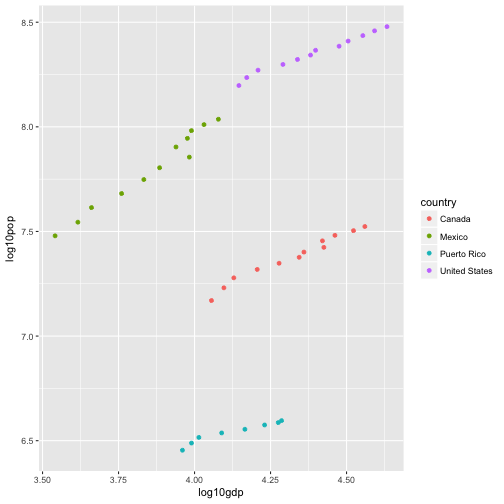 8.5
8.0
7.5
7.0
6.5
log10pop
3.50 3.75 4.00 4.25 4.50
log10gdp
country
Canada
Mexico
Puerto Rico
United States